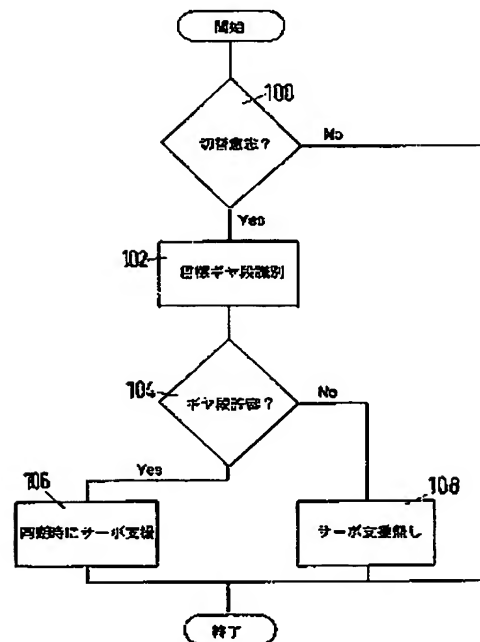 開始
100
切替意志?
No
Yes
102
目標ギヤ段識別
104
ギヤ段許容?
No
Yes
106
同期時にサーボ支援
108
サーボ支援無し
終了